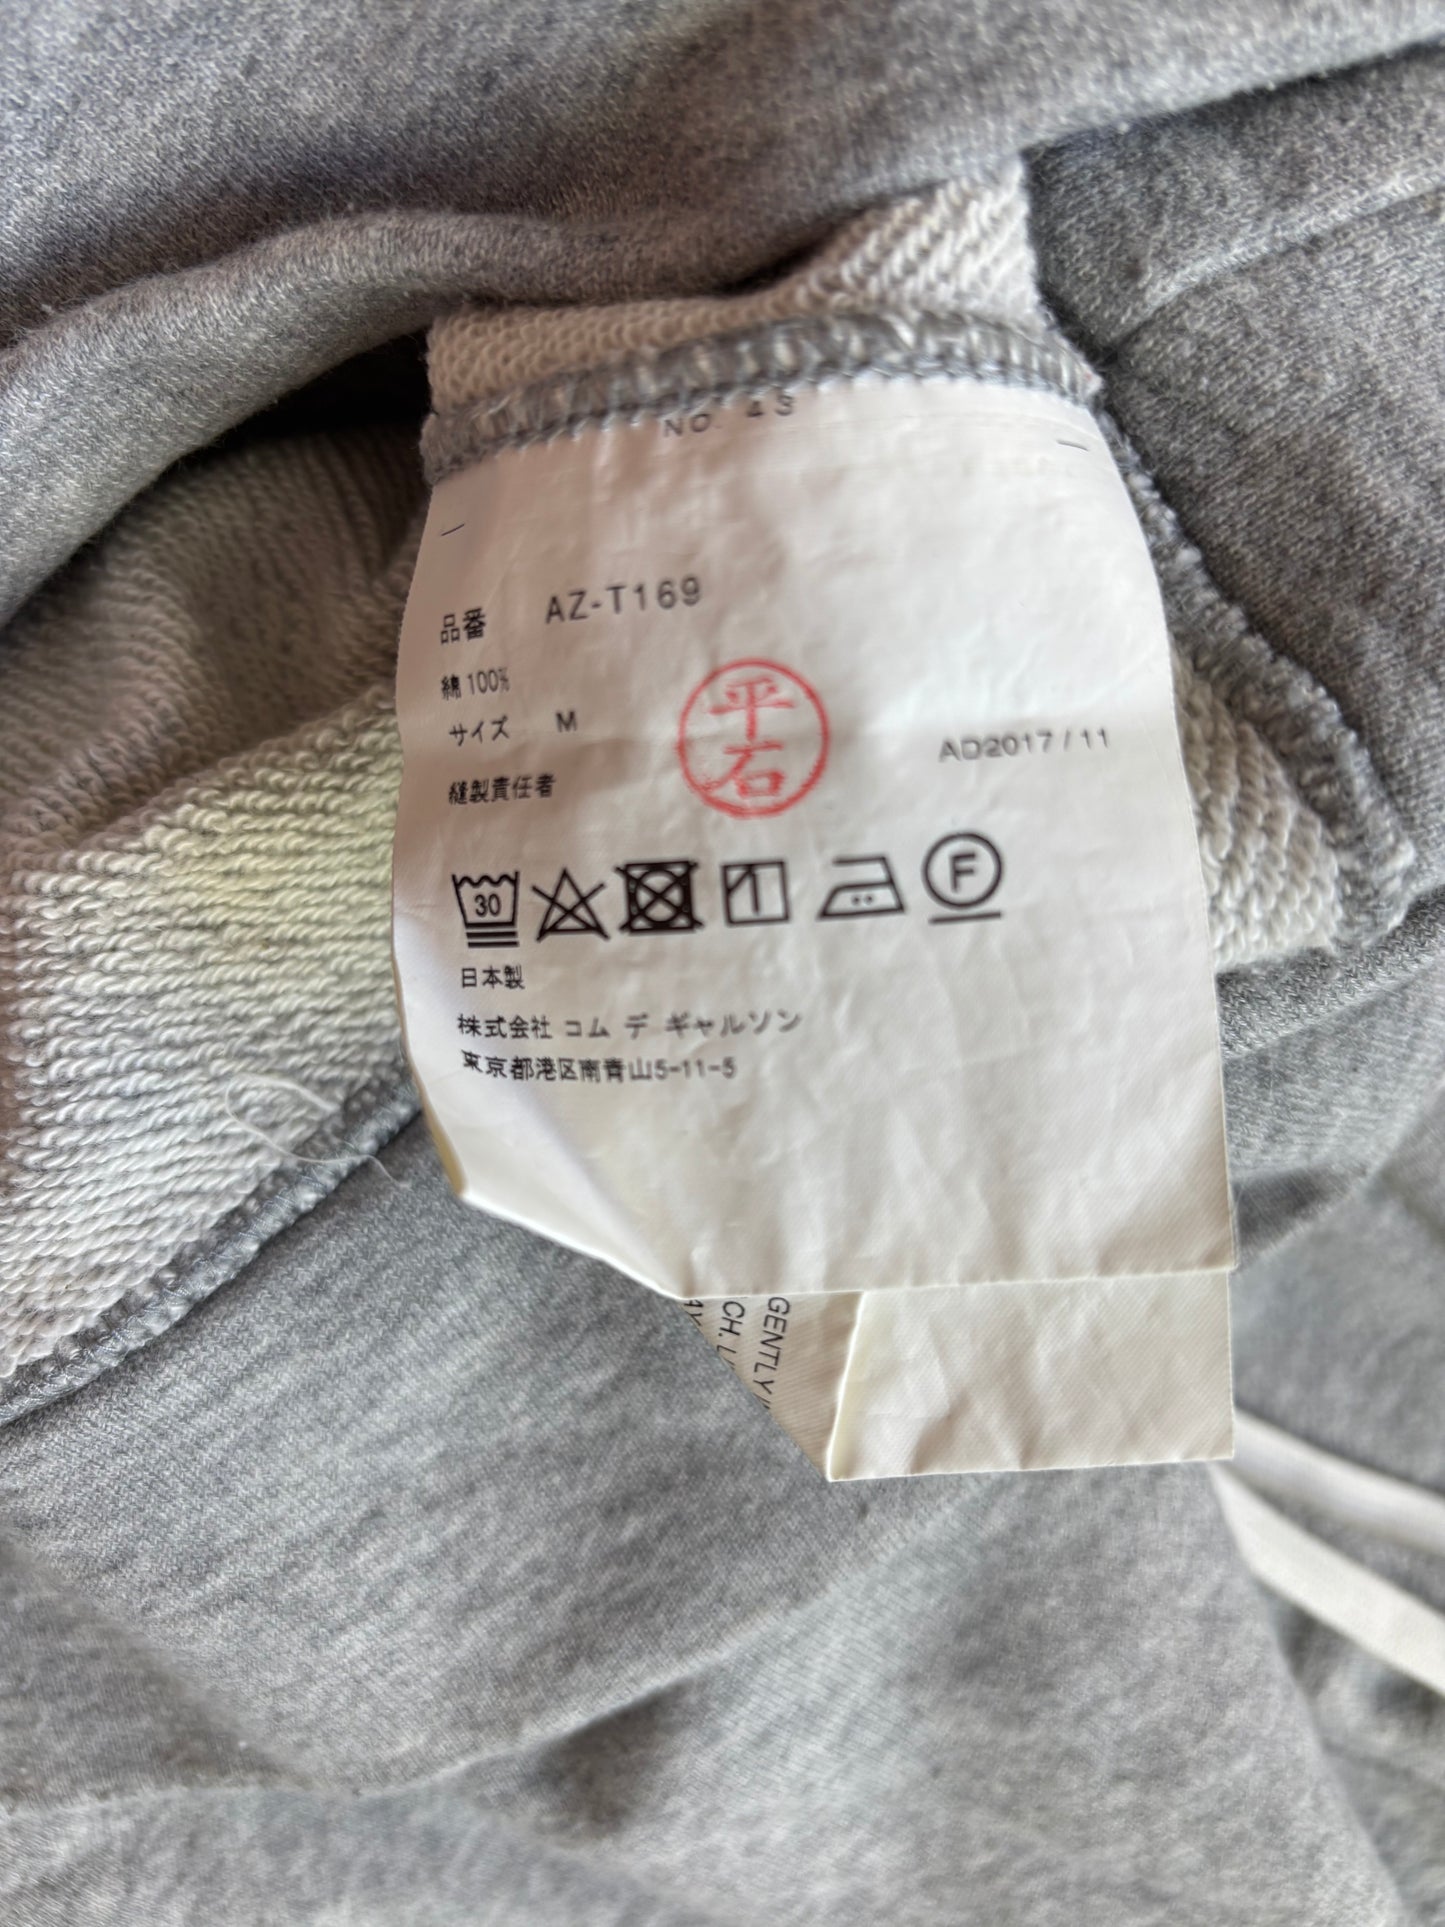 NO. 43
品番 AZ-T169
綿 100%
サイズ M
平石
AD2017 / 11
縫製責任者
30
F
日本製
株式会社 コム デ ギャルソン
東京都港区南青山5-11-5
GENTLY
CH.